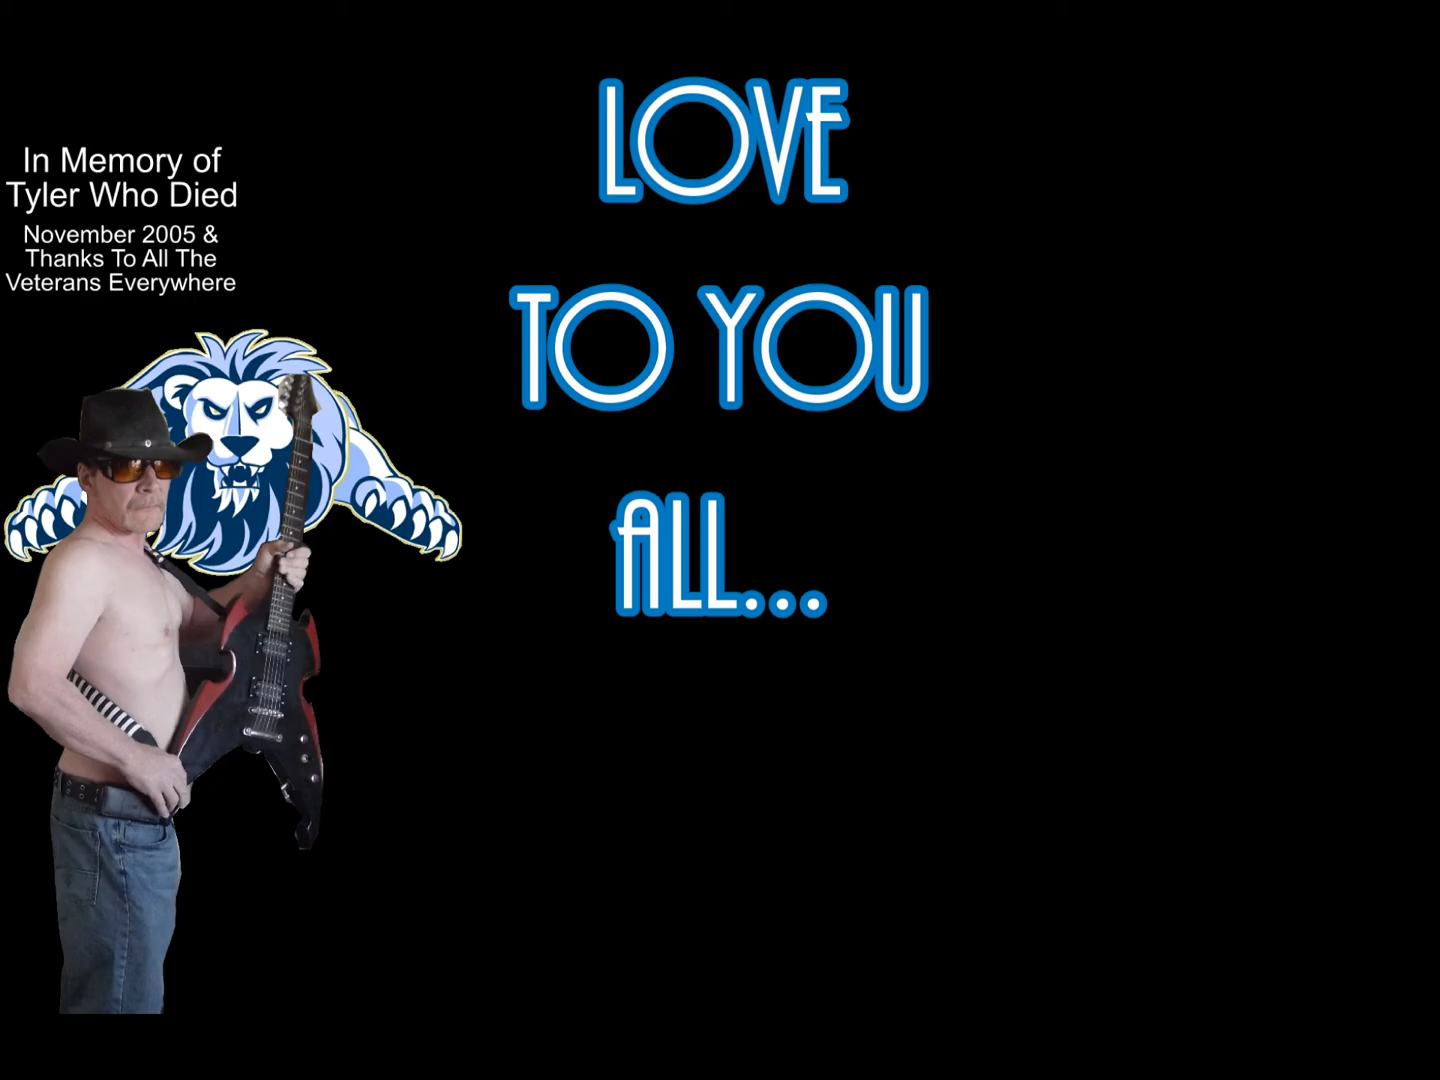 In Memory of
Tyler Who Died
November 2005 &
Thanks To All The
Veterans Everywhere
LOVE
TO YOU
ALL...